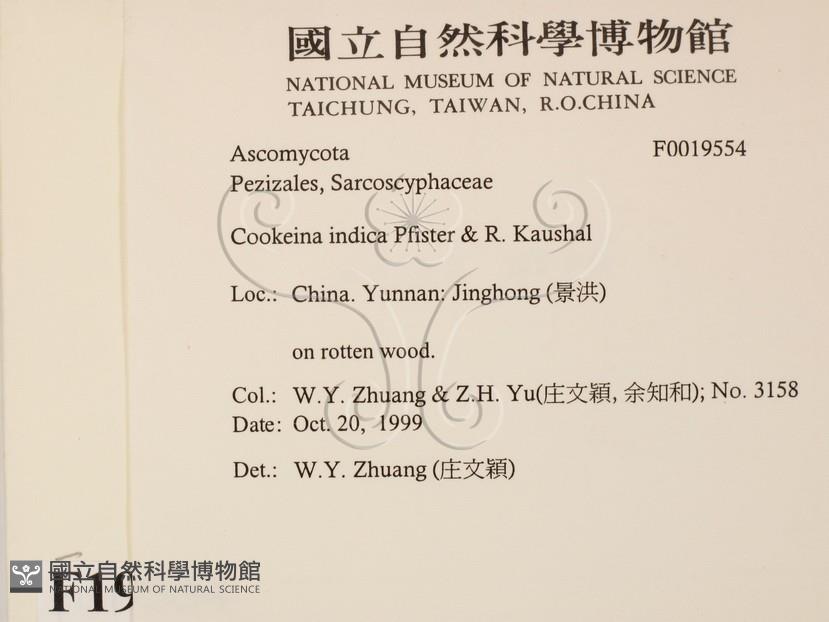 國立自然科學博物館
NATIONAL MUSEUM OF NATURAL SCIENCE
TAICHUNG, TAIWAN, R.O.CHINA
Ascomycota F0019554
Pezizales, Sarcoscyphaceae
Cookeina indica Pfister & R. Kaushal
Loc.: China. Yunnan: Jinghong (景洪)
on rotten wood.
Col.: W.Y. Zhuang & Z.H. Yu(庄文穎, 余知和); No. 3158
Date: Oct. 20, 1999
Det.: W.Y. Zhuang (庄文穎)
國立自然科學博物館
NATIONAL MUSEUM OF NATURAL SCIENCE
F19